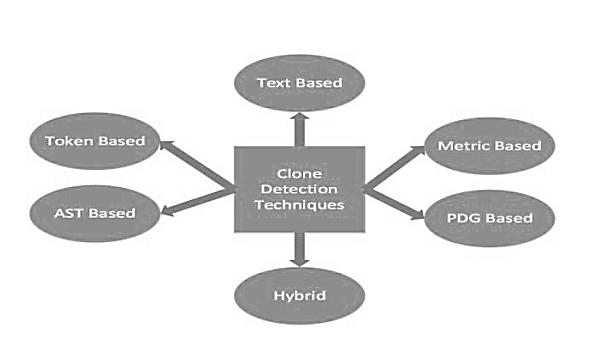 Text Based
Token Based
Metric Based
Clone
Detection
Techniques
AST Based
PDG Based
Hybrid